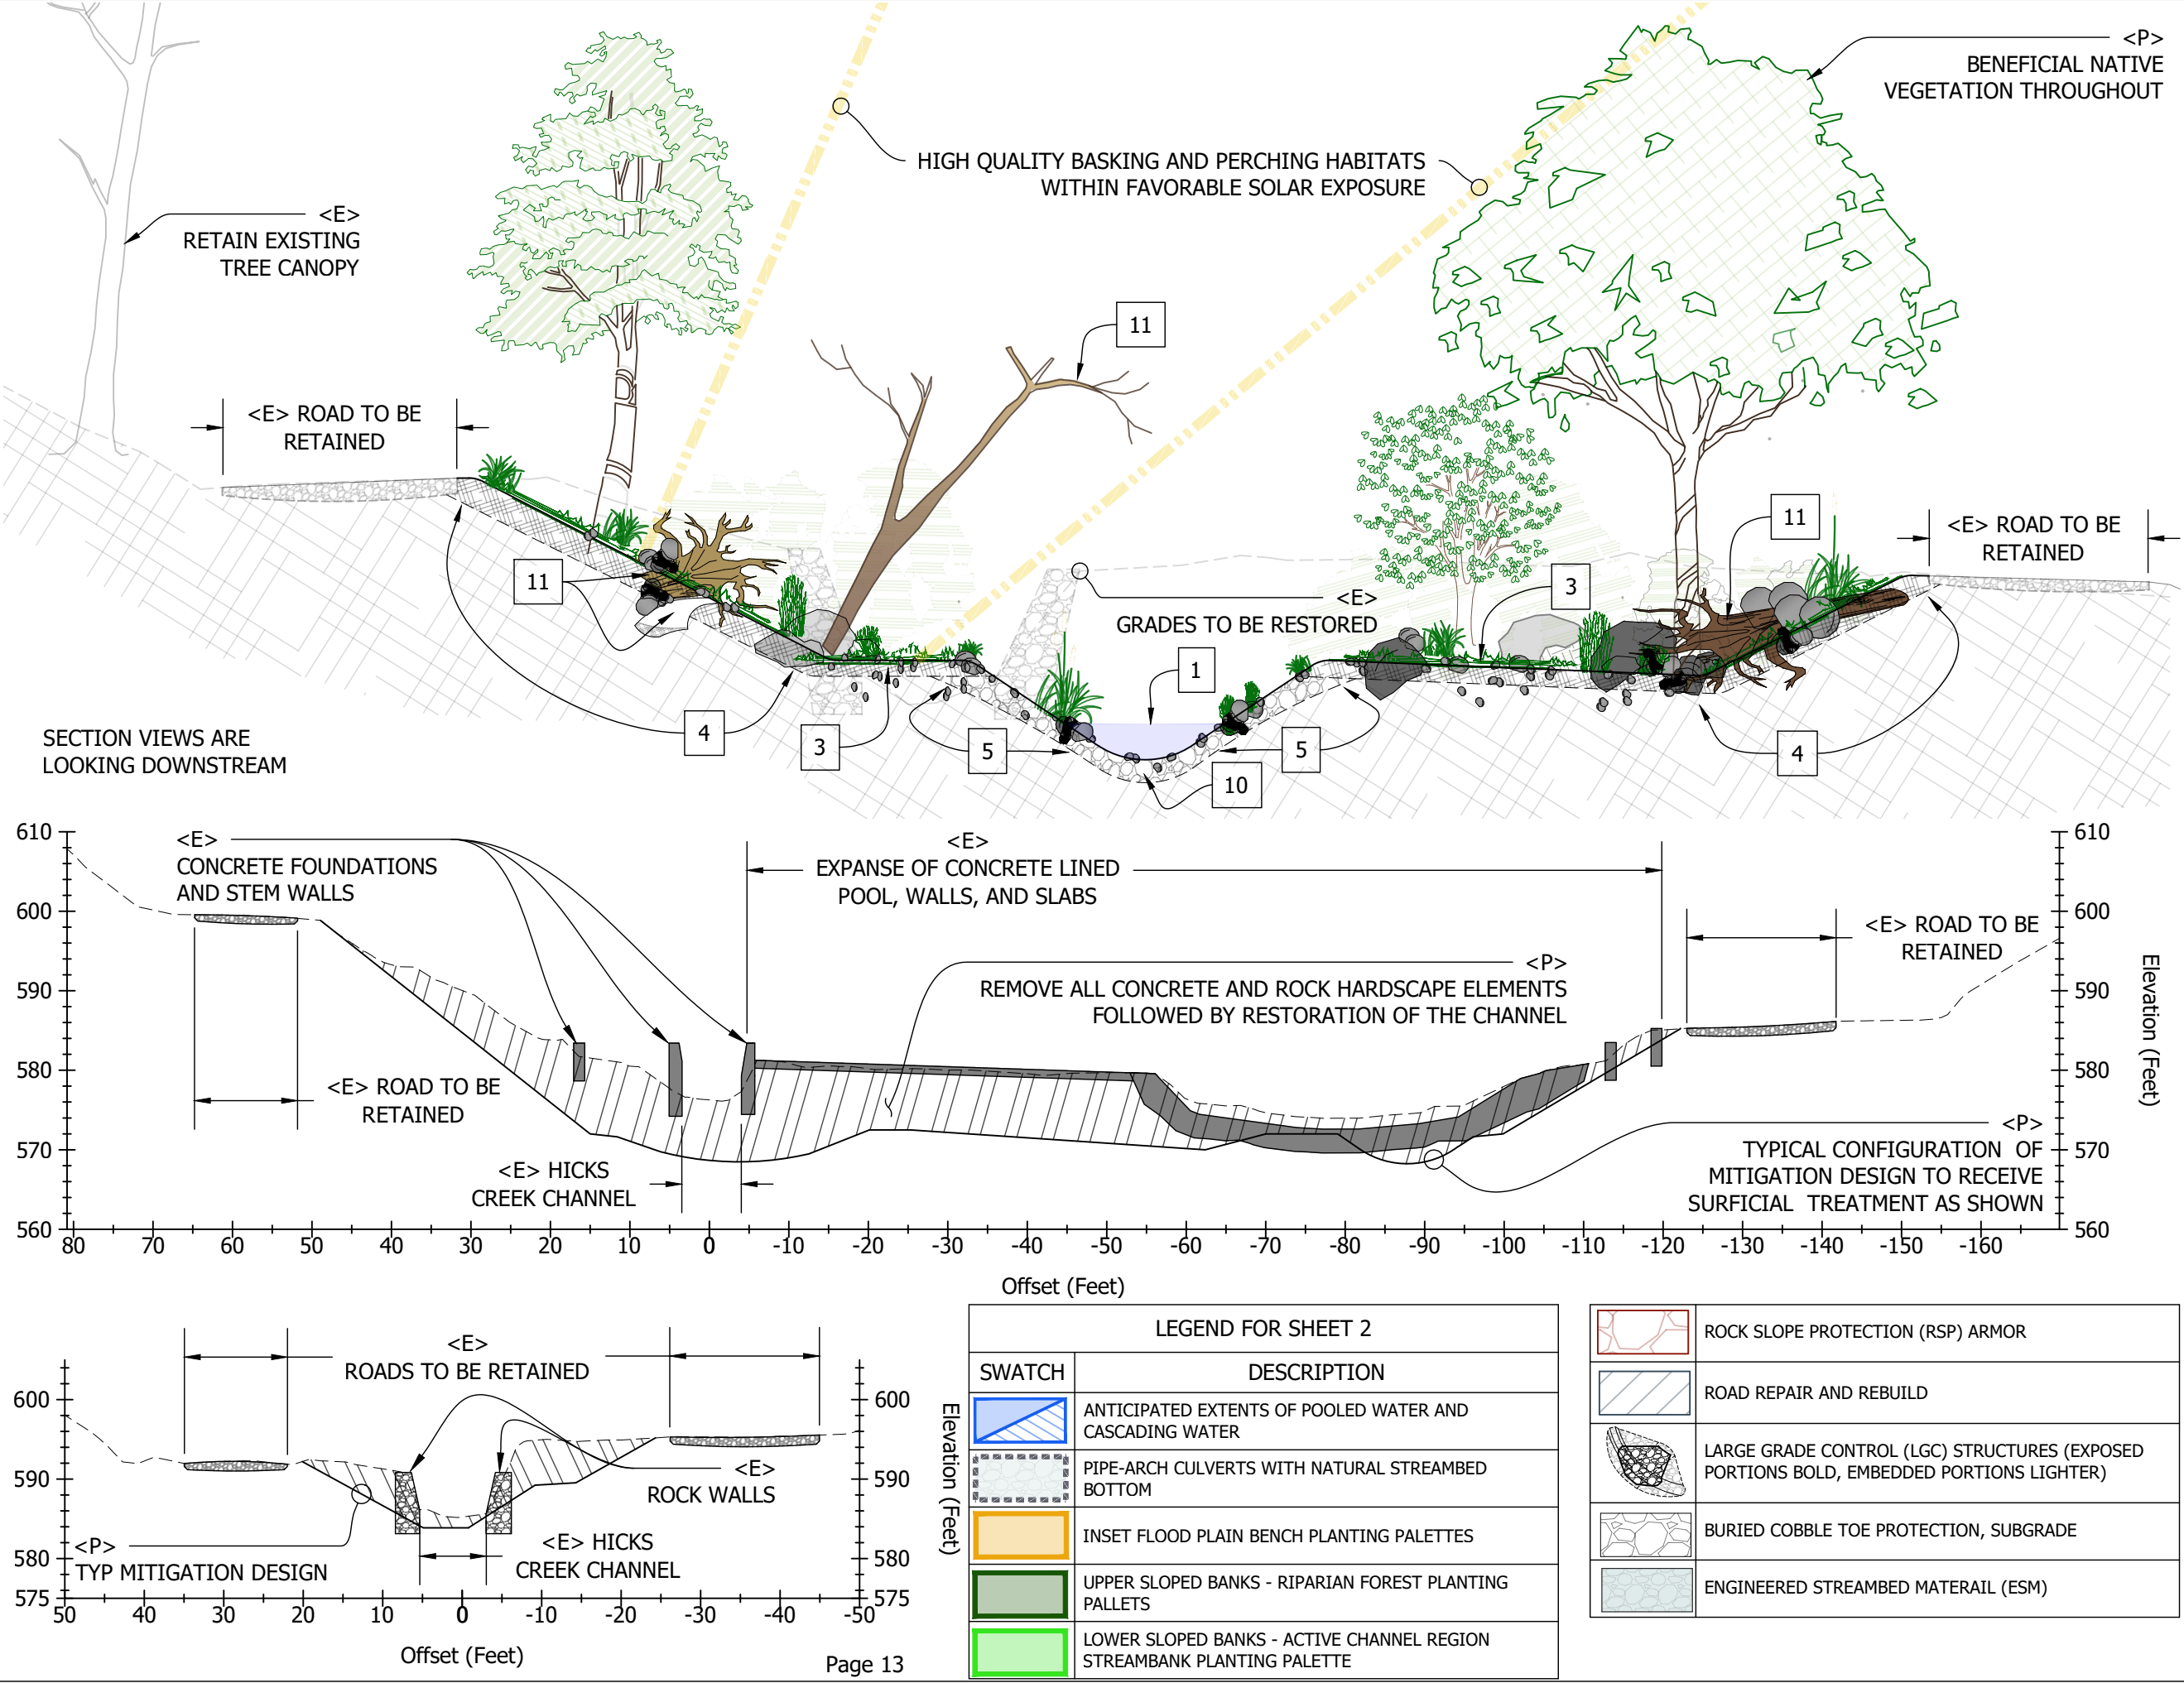 <P>
BENEFICIAL NATIVE
VEGETATION THROUGHOUT
HIGH QUALITY BASKING AND PERCHING HABITATS
WITHIN FAVORABLE SOLAR EXPOSURE
<E>
RETAIN EXISTING
TREE CANOPY
11
<E> ROAD TO BE
RETAINED
11
<E> ROAD TO BE
RETAINED
11
3
<E>
GRADES TO BE RESTORED
1
4
3
5
5
4
10
SECTION VIEWS ARE
LOOKING DOWNSTREAM
610
600
590
580
570
560
<E>
CONCRETE FOUNDATIONS
AND STEM WALLS
<E>
EXPANSE OF CONCRETE LINED
POOL, WALLS, AND SLABS
<E> ROAD TO BE
RETAINED
<P>
REMOVE ALL CONCRETE AND ROCK HARDSCAPE ELEMENTS
FOLLOWED BY RESTORATION OF THE CHANNEL
<E> ROAD TO BE
RETAINED
<E> HICKS
CREEK CHANNEL
<P>
TYPICAL CONFIGURATION OF
MITIGATION DESIGN TO RECEIVE
SURFICIAL TREATMENT AS SHOWN
610
600
590
580
570
560
Elevation (Feet)
80 70 60 50 40 30 20 10 0 -10 -20 -30 -40 -50 -60 -70 -80 -90 -100 -110 -120 -130 -140 -150 -160
Offset (Feet)
<E>
ROADS TO BE RETAINED
600
590
580
575
600
590
580
575
Elevation (Feet)
<E>
ROCK WALLS
<P>
TYP MITIGATION DESIGN
<E> HICKS
CREEK CHANNEL
50 40 30 20 10 0 -10 -20 -30 -40 -50
Offset (Feet)
Page 13
LEGEND FOR SHEET 2
SWATCH DESCRIPTION
ANTICIPATED EXTENTS OF POOLED WATER AND
CASCADING WATER
PIPE-ARCH CULVERTS WITH NATURAL STREAMBED
BOTTOM
INSET FLOOD PLAIN BENCH PLANTING PALETTES
UPPER SLOPED BANKS - RIPARIAN FOREST PLANTING
PALLETS
LOWER SLOPED BANKS - ACTIVE CHANNEL REGION
STREAMBANK PLANTING PALETTE
ROCK SLOPE PROTECTION (RSP) ARMOR
ROAD REPAIR AND REBUILD
LARGE GRADE CONTROL (LGC) STRUCTURES (EXPOSED
PORTIONS BOLD, EMBEDDED PORTIONS LIGHTER)
BURIED COBBLE TOE PROTECTION, SUBGRADE
ENGINEERED STREAMBED MATERAIL (ESM)